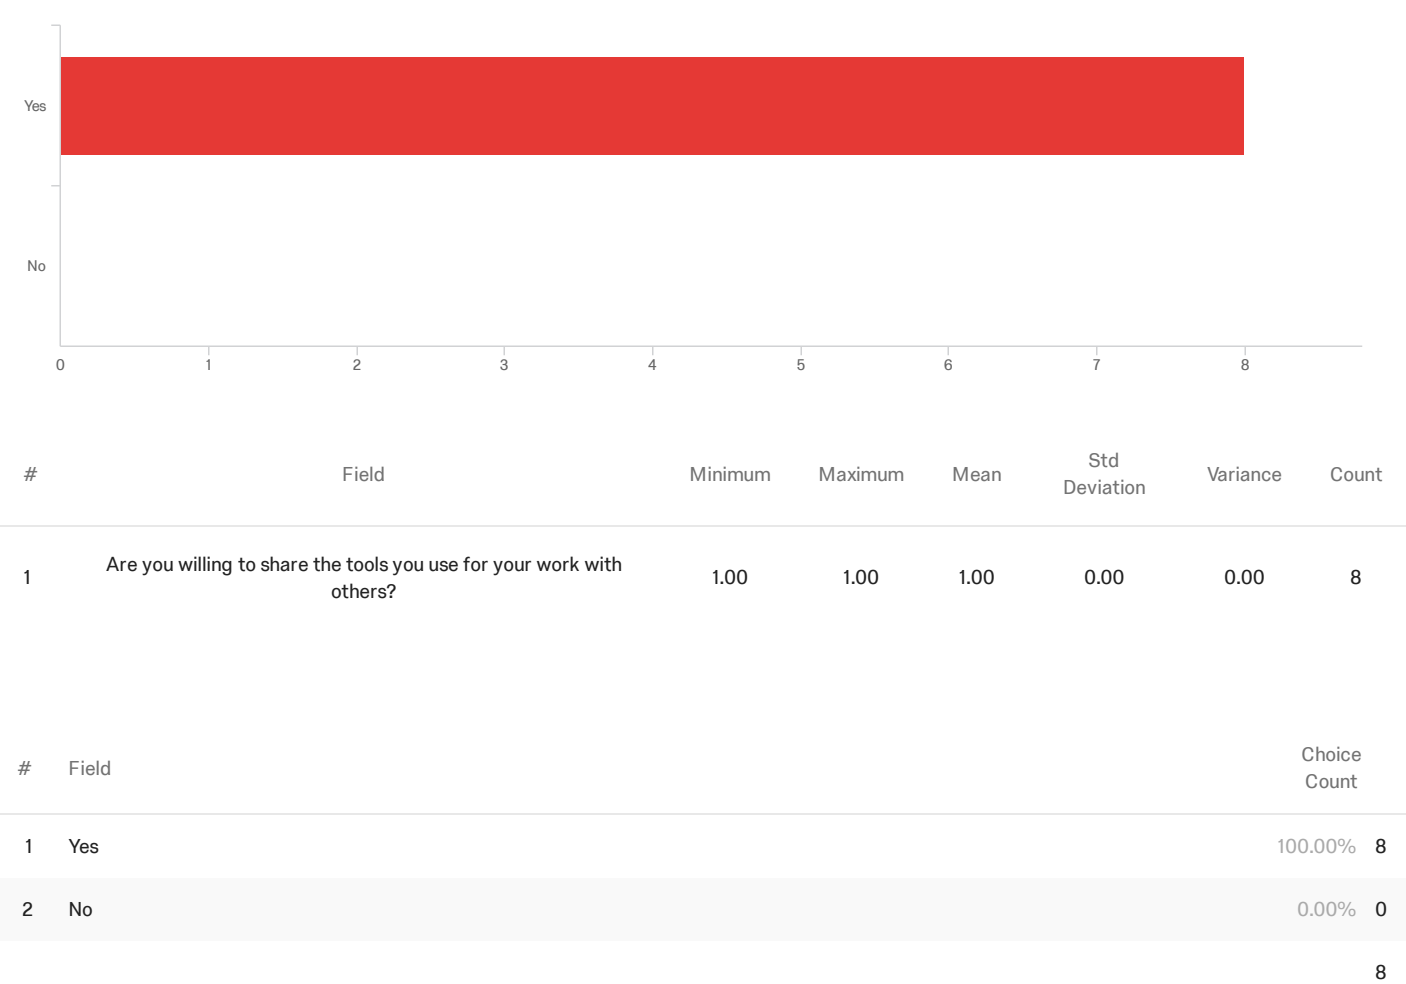 Yes
No
0 1 2 3 4 5 6 7 8
# Field Minimum Maximum Mean Std Deviation Variance Count
1 Are you willing to share the tools you use for your work with others? 1.00 1.00 1.00 0.00 0.00 8
# Field Choice Count
1 Yes 100.00% 8
2 No 0.00% 0
8